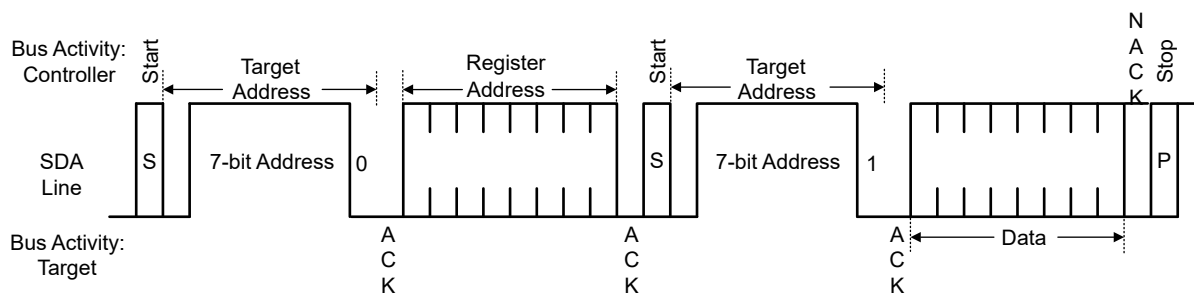 Bus Activity:
Controller
Start
Target
Address
Register
Address
Start
Target
Address
N
A
C
K
Stop
SDA
Line
S
7-bit Address
0
S
7-bit Address
1
P
Bus Activity:
Target
A
C
K
A
C
K
A
C
K
Data